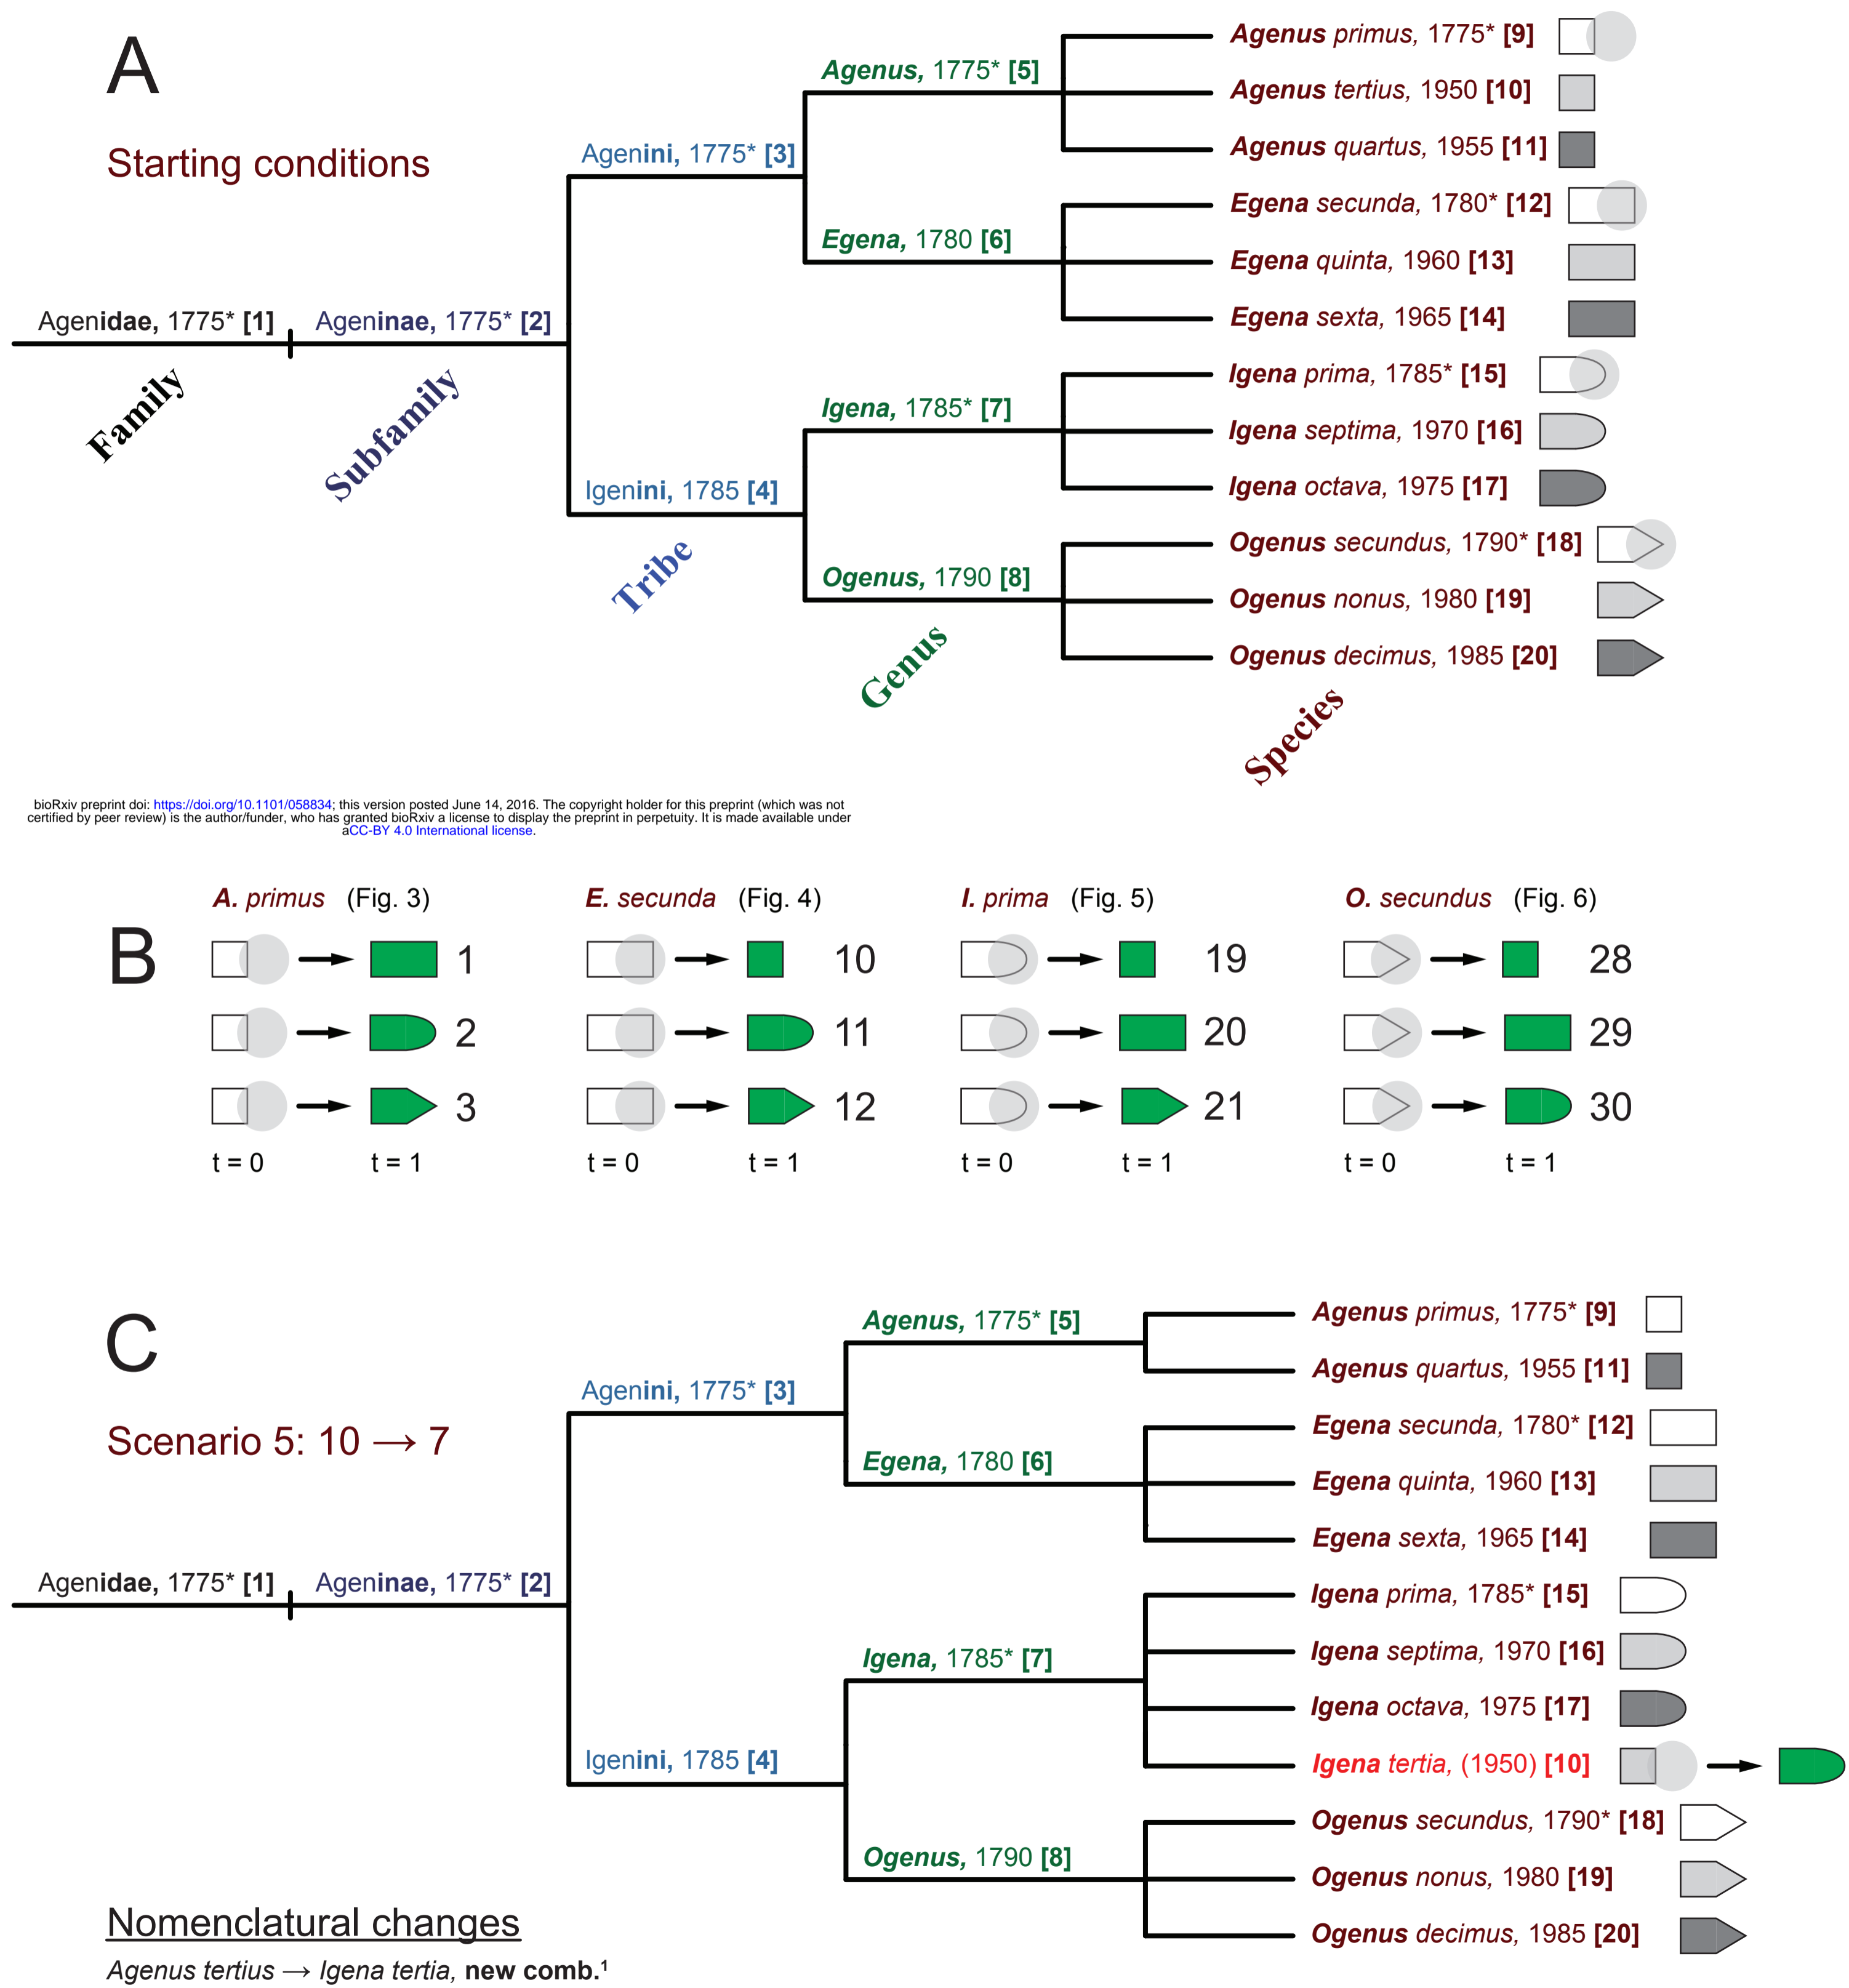 A
Starting conditions
Agenidae, 1775* [1]
Ageninae, 1775* [2]
Agenini, 1775* [3]
Igenini, 1785 [4]
Agenus, 1775* [5]
Egena, 1780 [6]
Igena, 1785* [7]
Ogenus, 1790 [8]
Agenus primus, 1775* [9]
Agenus tertius, 1950 [10]
Agenus quartus, 1955 [11]
Egena secunda, 1780* [12]
Egena quinta, 1960 [13]
Egena sexta, 1965 [14]
Igena prima, 1785* [15]
Igena septima, 1970 [16]
Igena octava, 1975 [17]
Ogenus secundus, 1790* [18]
Ogenus nonus, 1980 [19]
Ogenus decimus, 1985 [20]
Family
Subfamily
Tribe
Genus
Species
bioRxiv preprint doi: https://doi.org/10.1101/058834; this version posted June 14, 2016. The copyright holder for this preprint (which was not
certified by peer review) is the author/funder, who has granted bioRxiv a license to display the preprint in perpetuity. It is made available under
aCC-BY 4.0 International license.
B
A. primus (Fig. 3)
1
2
3
t = 0 t = 1
E. secunda (Fig. 4)
10
11
12
t = 0 t = 1
I. prima (Fig. 5)
19
20
21
t = 0 t = 1
O. secundus (Fig. 6)
28
29
30
t = 0 t = 1
C
Scenario 5: 10 → 7
Agenidae, 1775* [1]
Ageninae, 1775* [2]
Agenini, 1775* [3]
Igenini, 1785 [4]
Agenus, 1775* [5]
Egena, 1780 [6]
Igena, 1785* [7]
Ogenus, 1790 [8]
Agenus primus, 1775* [9]
Agenus quartus, 1955 [11]
Egena secunda, 1780* [12]
Egena quinta, 1960 [13]
Egena sexta, 1965 [14]
Igena prima, 1785* [15]
Igena septima, 1970 [16]
Igena octava, 1975 [17]
Igena tertia, (1950) [10]
Ogenus secundus, 1790* [18]
Ogenus nonus, 1980 [19]
Ogenus decimus, 1985 [20]
Nomenclatural changes
Agenus tertius → Igena tertia, new comb.¹